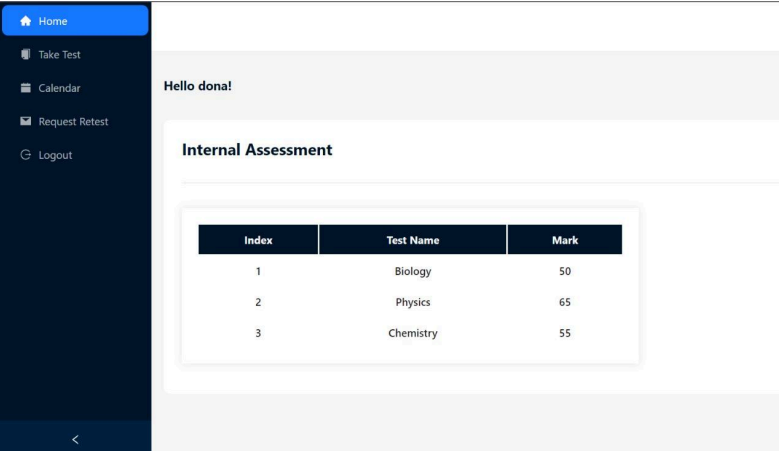 Home
Take Test
Calendar
Request Retest
Logout
Hello dona!
Internal Assessment
Index Test Name Mark
1 Biology 50
2 Physics 65
3 Chemistry 55